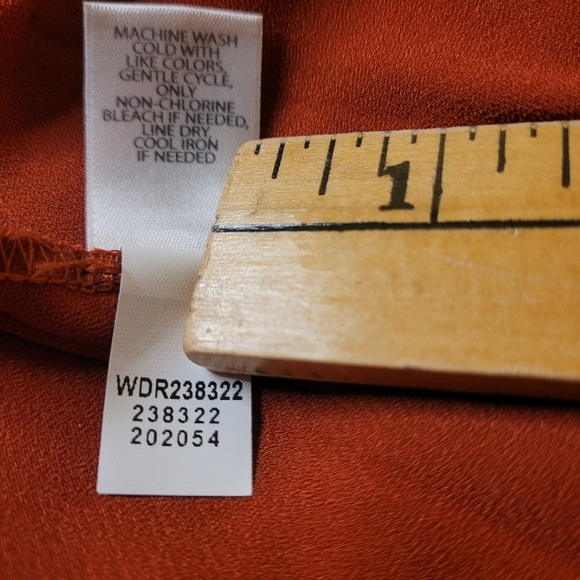 MACHINE WASH
COLD WITH
LIKE COLORS,
GENTLE CYCLE,
ONLY
NON-CHLORINE
BLEACH IF NEEDED,
LINE DRY,
COOL IRON
IF NEEDED
1
WDR238322
238322
202054